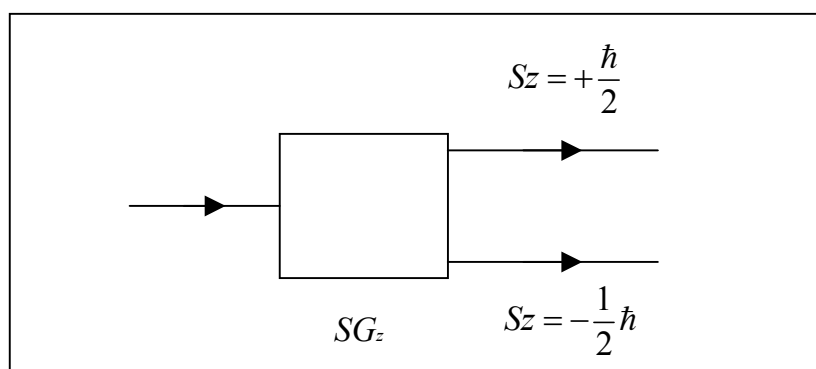 Sz = +ℏ/2
SGz
Sz = -1/2 ℏ